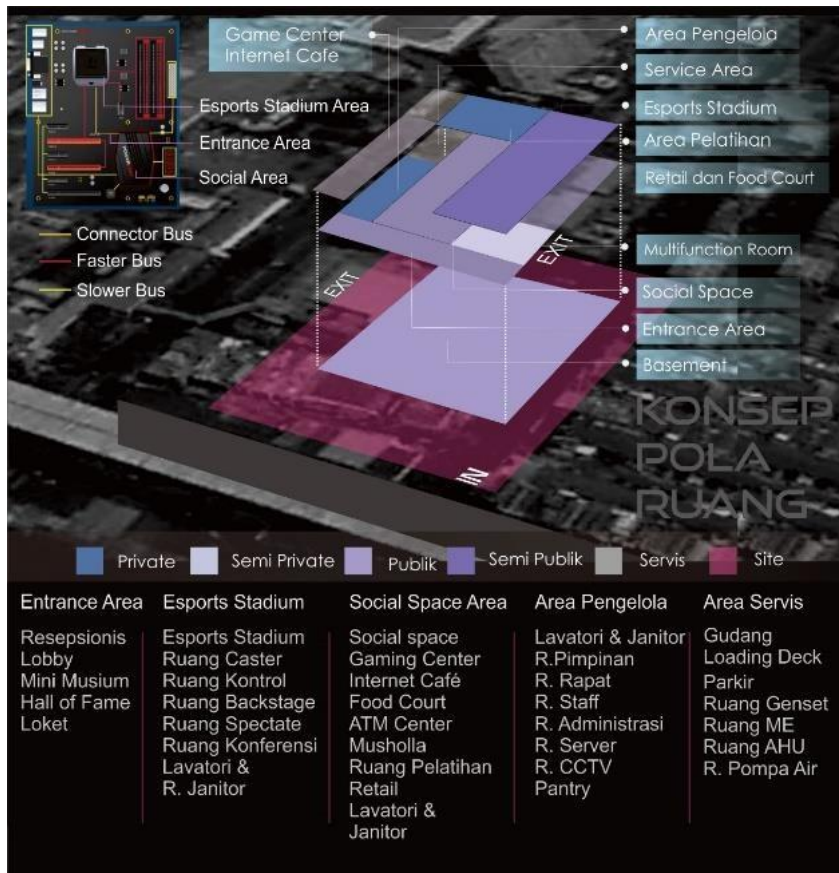 Game Center
Internet Cafe
Esports Stadium Area
Entrance Area
Social Area
Connector Bus
Faster Bus
Slower Bus
Area Pengelola
Service Area
Esports Stadium
Area Pelatihan
Retail dan Food Court
Multifunction Room
Social Space
Entrance Area
Basement
EXIT
EXIT
IN
KONSEP
POLA
RUANG
Private
Semi Private
Publik
Semi Publik
Servis
Site
Entrance Area
Resepsionis
Lobby
Mini Musium
Hall of Fame
Loket
Esports Stadium
Esports Stadium
Ruang Caster
Ruang Kontrol
Ruang Backstage
Ruang Spectate
Ruang Konferensi
Lavatori &
R. Janitor
Social Space Area
Social space
Gaming Center
Internet Café
Food Court
ATM Center
Musholla
Ruang Pelatihan
Retail
Lavatori &
Janitor
Area Pengelola
Lavatori & Janitor
R.Pimpinan
R. Rapat
R. Staff
R. Administrasi
R. Server
R. CCTV
Pantry
Area Servis
Gudang
Loading Deck
Parkir
Ruang Genset
Ruang ME
Ruang AHU
R. Pompa Air